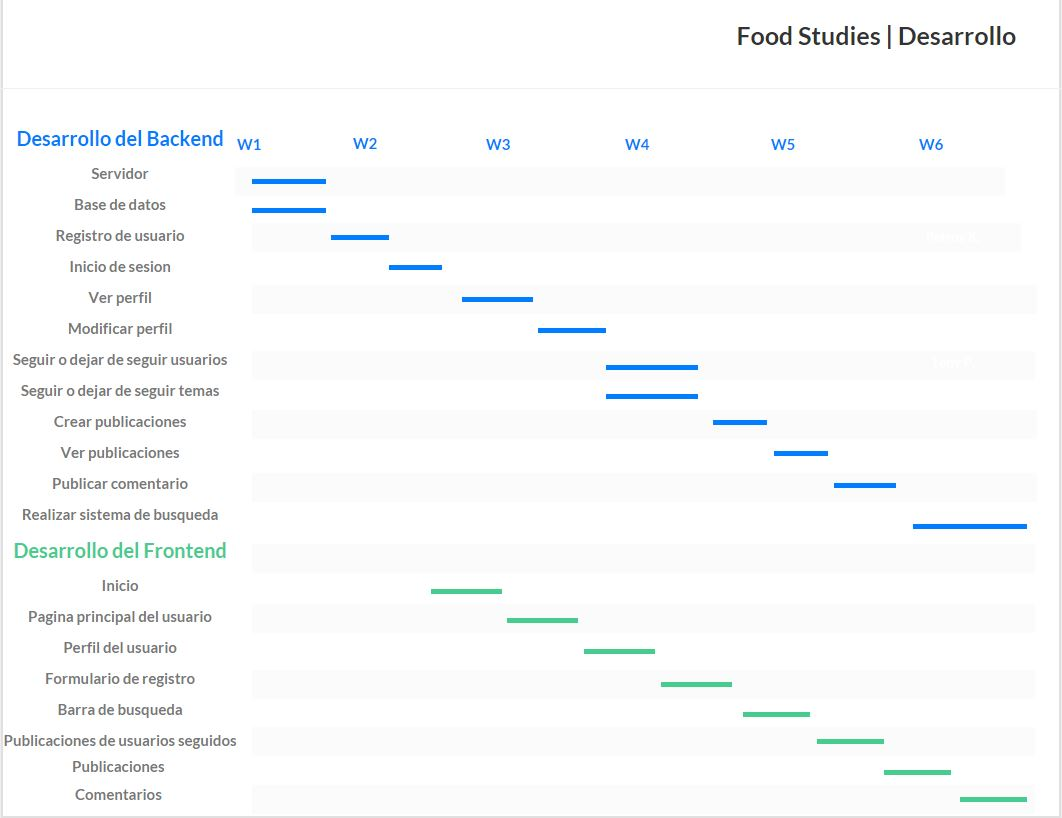 Food Studies | Desarrollo
Desarrollo del Backend W1 W2 W3 W4 W5 W6
Servidor
Base de datos
Registro de usuario
Inicio de sesion
Ver perfil
Modificar perfil
Seguir o dejar de seguir usuarios
Seguir o dejar de seguir temas
Crear publicaciones
Ver publicaciones
Publicar comentario
Realizar sistema de busqueda
Desarrollo del Frontend
Inicio
Pagina principal del usuario
Perfil del usuario
Formulario de registro
Barra de busqueda
Publicaciones de usuarios seguidos
Publicaciones
Comentarios